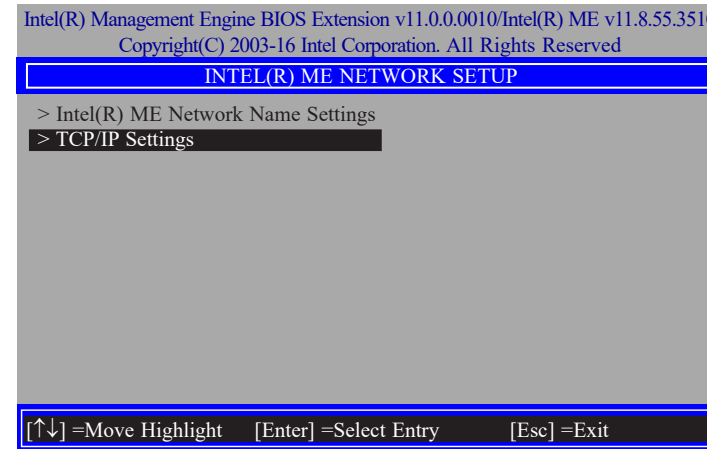 Intel(R) Management Engine BIOS Extension v11.0.0.0010/Intel(R) ME v11.8.55.351
Copyright(C) 2003-16 Intel Corporation. All Rights Reserved
INTEL(R) ME NETWORK SETUP
> Intel(R) ME Network Name Settings
> TCP/IP Settings
[↑↓] =Move Highlight [Enter] =Select Entry [Esc] =Exit